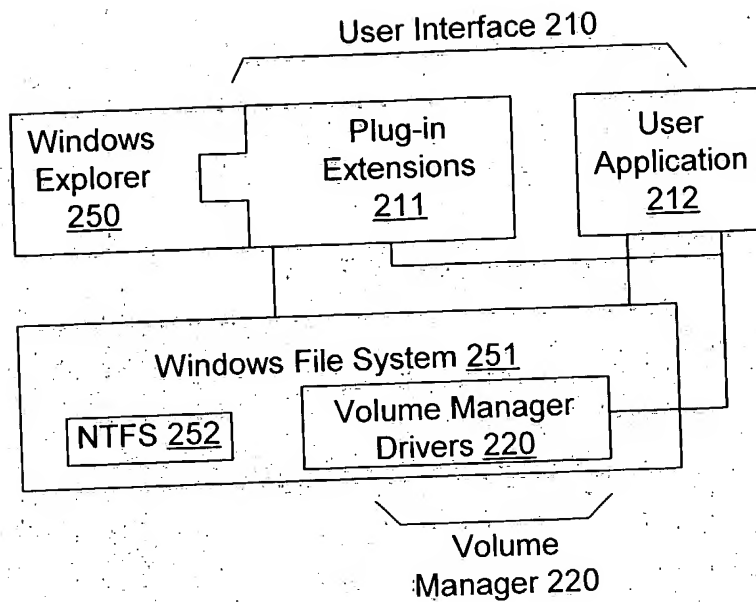 User Interface 210
Windows
Explorer
250
Plug-in
Extensions
211
User
Application
212
Windows File System 251
NTFS 252
Volume Manager
Drivers 220
Volume
Manager 220